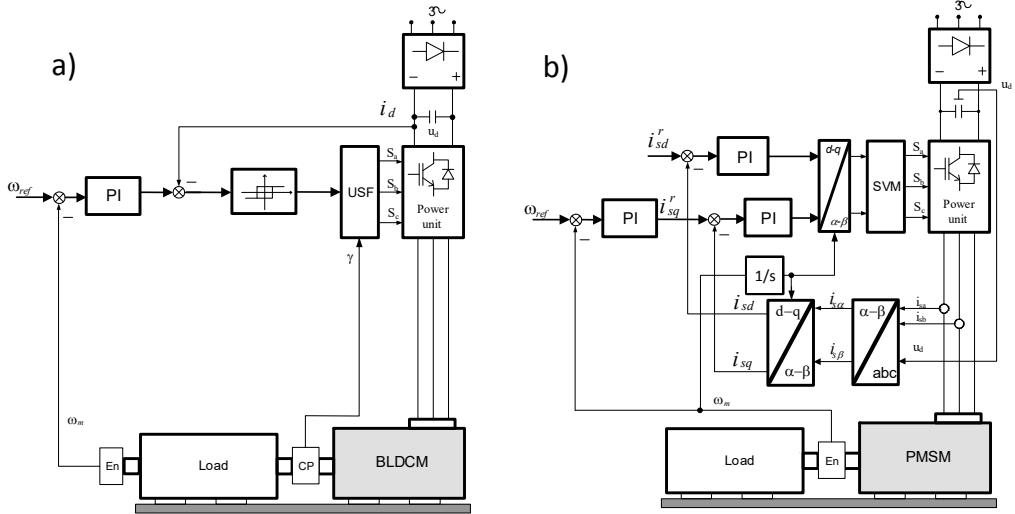 a)
3~
− +
i_d
u_d
ω_ref
PI
USF
S_a
S_b
S_c
Power
unit
γ
ω_m
En
Load
CP
BLDCM
b)
3~
− +
u_d
i^r_sd
PI
d-q
α-β
SVM
S_a
S_b
S_c
Power
unit
ω_ref
PI
i^r_sq
PI
1/s
i_sd
d−q
α−β
i_sα
α−β
abc
i_sa
i_sb
i_sq
i_sβ
u_d
ω_m
Load
En
PMSM